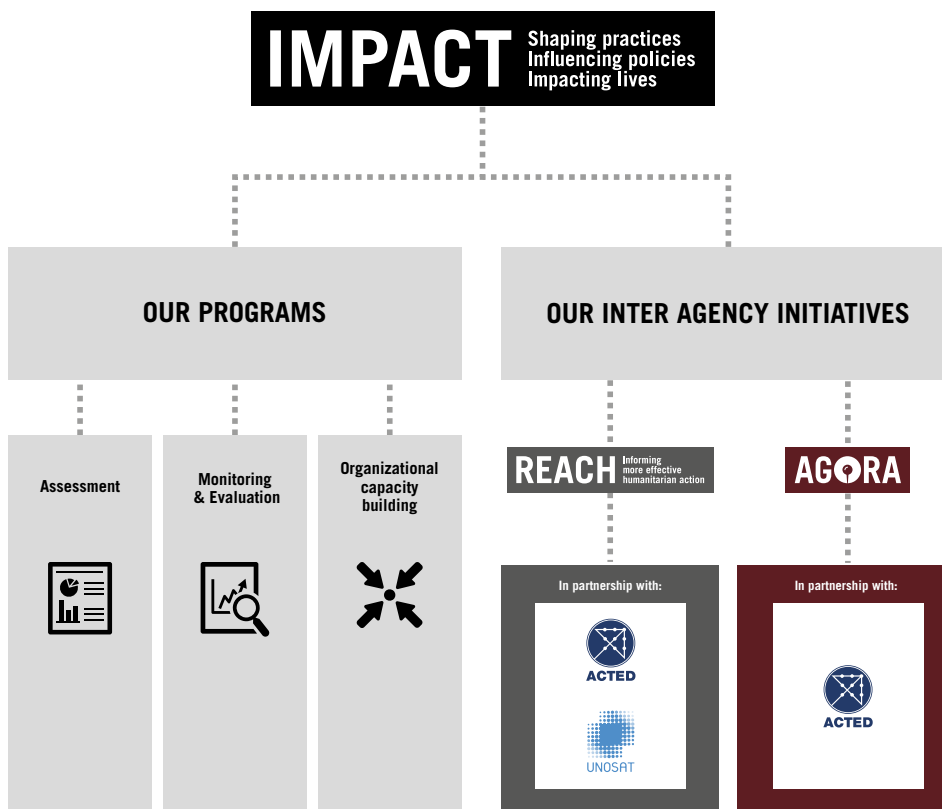 IMPACT
Shaping practices
Influencing policies
Impacting lives
OUR PROGRAMS
OUR INTER AGENCY INITIATIVES
Assessment
Monitoring
& Evaluation
Organizational
capacity
building
REACH
Informing
more effective
humanitarian action
AGORA
In partnership with:
ACTED
UNOSAT
In partnership with:
ACTED